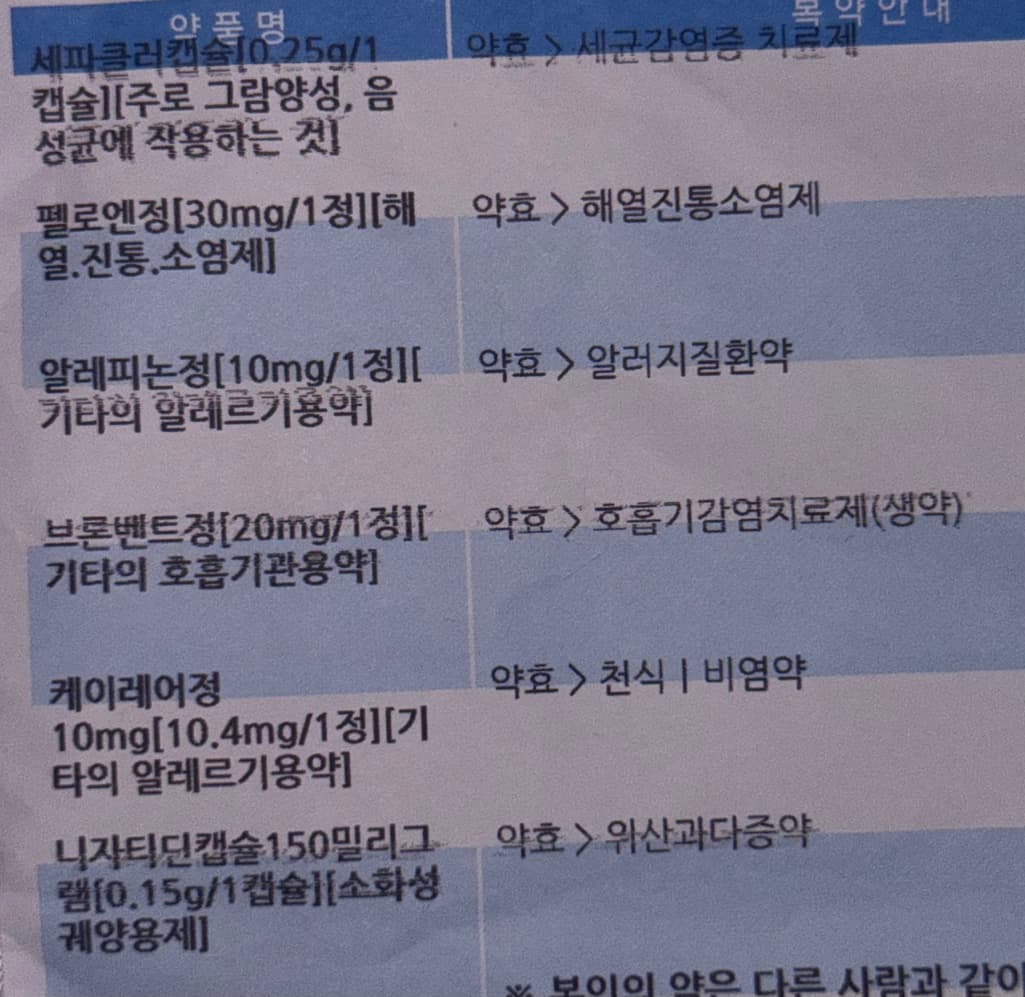 약 품 명
복 약 안 내
세파클러캡슐[0.25g/1
캡슐][주로 그람양성, 음
성균에 작용하는 것]
약효 > 세균감염증 치료제
펠로엔정[30mg/1정][해
열.진통.소염제]
약효 > 해열진통소염제
알레피논정[10mg/1정][
기타의 알레르기용약]
약효 > 알러지질환약
브론벤트정[20mg/1정][
기타의 호흡기관용약]
약효 > 호흡기감염치료제(생약)
케이레어정
10mg[10.4mg/1정][기
타의 알레르기용약]
약효 > 천식 | 비염약
니자티딘캡슐150밀리그
램[0.15g/1캡슐][소화성
궤양용제]
약효 > 위산과다증약
※ 본인의 약은 다른 사람과 같이